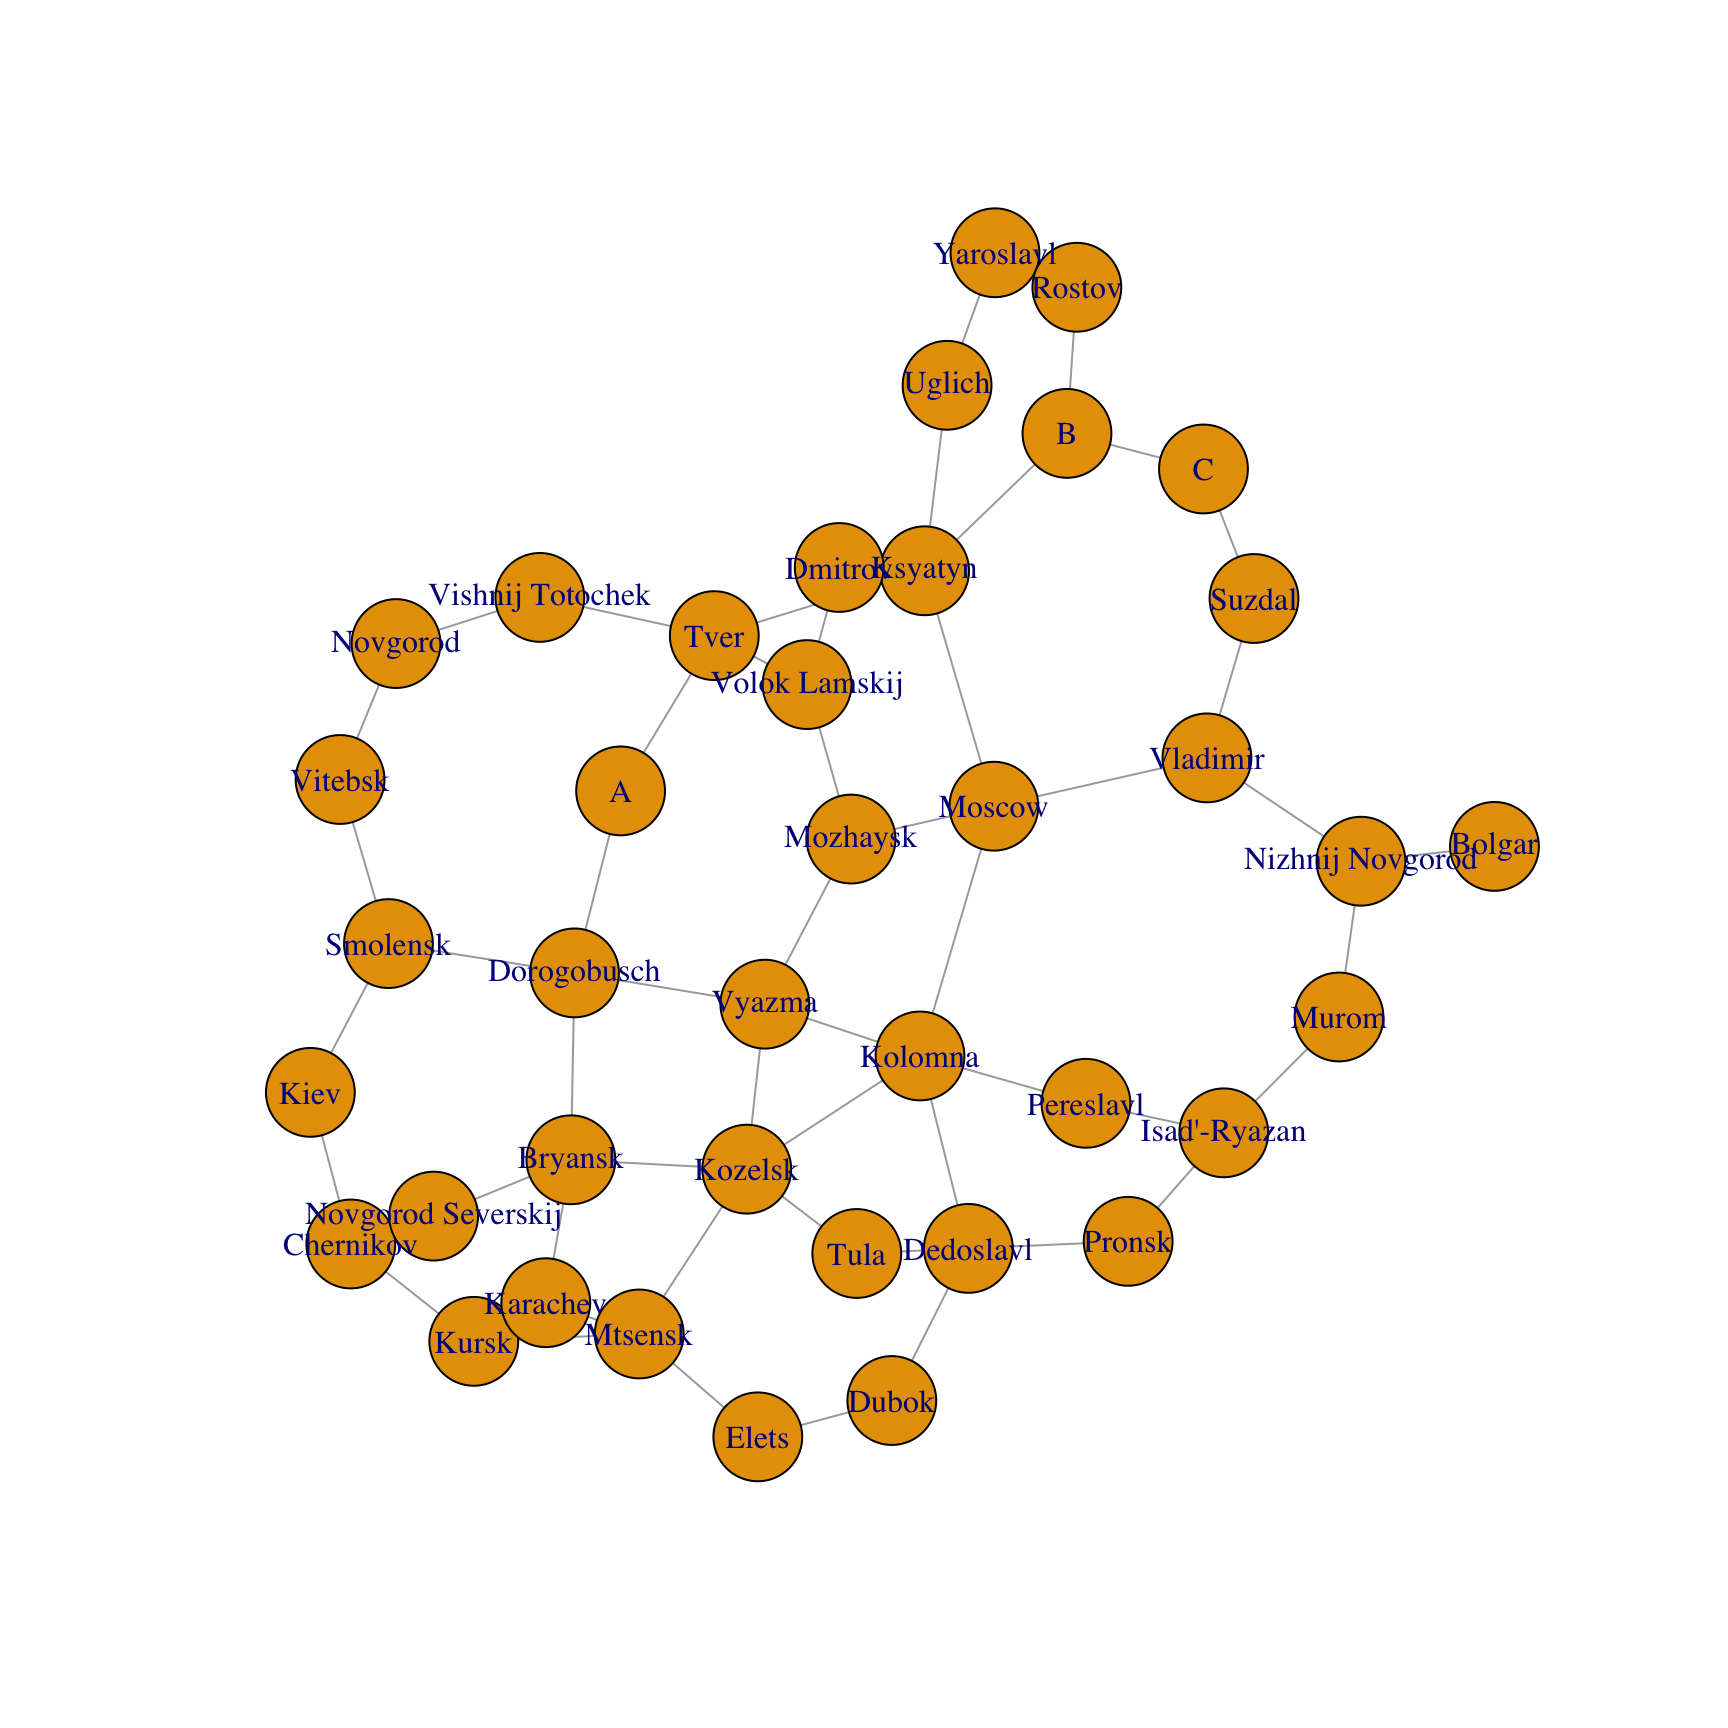 Yaroslavl
Rostov
Uglich
B
C
Dmitrov
Ksyatyn
Vishnij Totochek
Suzdal
Tver
Novgorod
Volok Lamskij
Vladimir
Vitebsk
A
Moscow
Mozhaysk
Bolgar
Nizhnij Novgorod
Smolensk
Dorogobusch
Vyazma
Murom
Kolomna
Kiev
Pereslavl
Isad'-Ryazan
Bryansk
Kozelsk
Novgorod Severskij
Chernikov
Pronsk
Dedoslavl
Tula
Karachev
Mtsensk
Kursk
Dubok
Elets